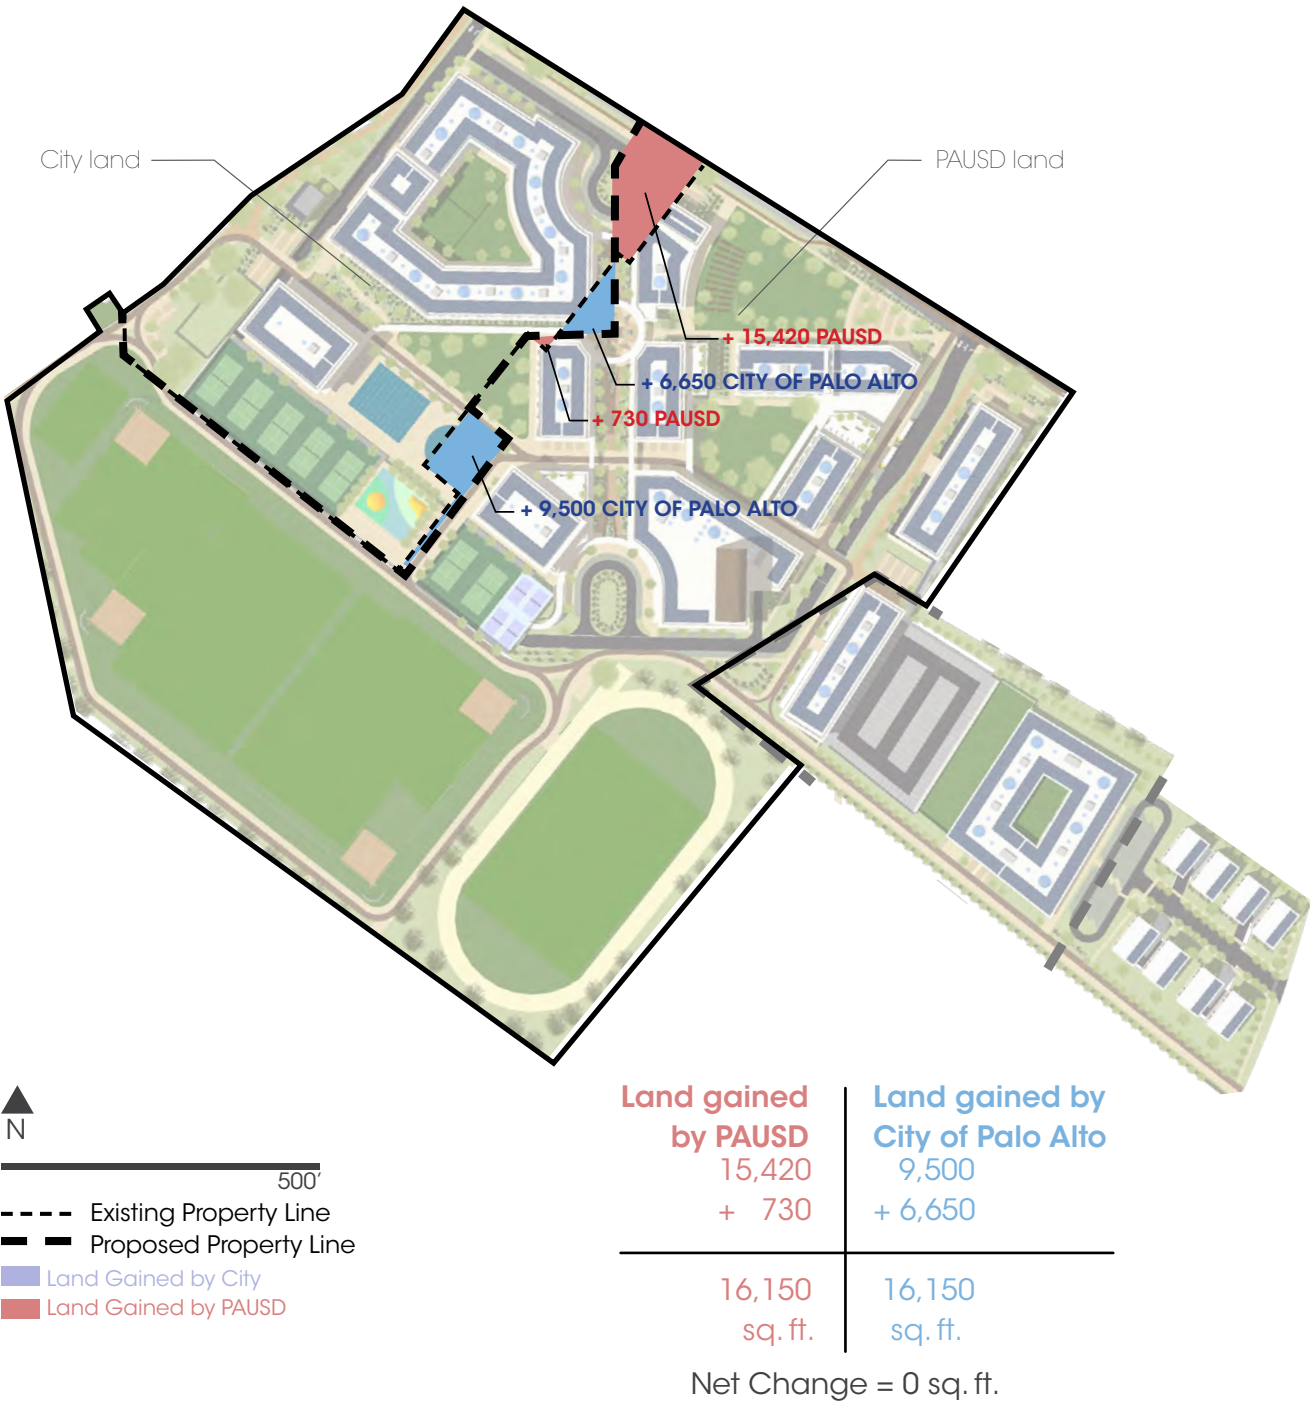 City land
PAUSD land
+ 15,420 PAUSD
+ 6,650 CITY OF PALO ALTO
+ 730 PAUSD
+ 9,500 CITY OF PALO ALTO
N
500'
Existing Property Line
Proposed Property Line
Land Gained by City
Land Gained by PAUSD
Land gained
by PAUSD
15,420
+ 730
16,150
sq. ft.
Land gained by
City of Palo Alto
9,500
+ 6,650
16,150
sq. ft.
Net Change = 0 sq. ft.